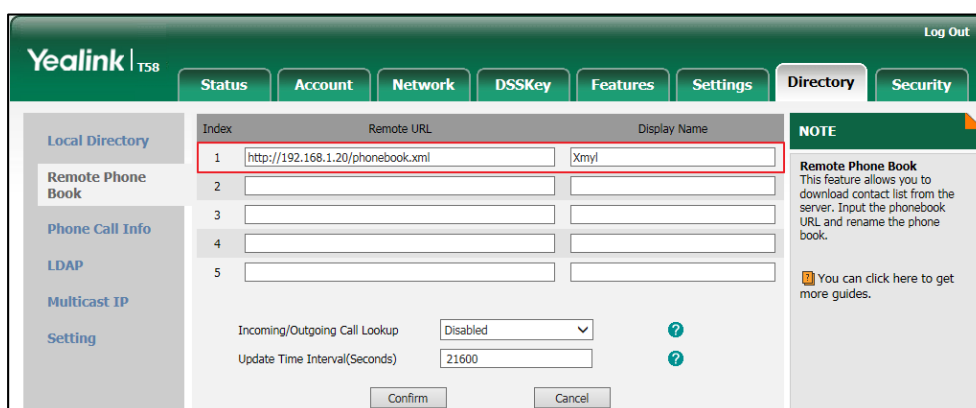 Log Out
Yealink T58
Status Account Network DSSKey Features Settings Directory Security
Local Directory
Remote Phone
Book
Phone Call Info
LDAP
Multicast IP
Setting
Index Remote URL Display Name
1 http://192.168.1.20/phonebook.xml Xmyl
2
3
4
5
Incoming/Outgoing Call Lookup Disabled ?
Update Time Interval(Seconds) 21600 ?
Confirm Cancel
NOTE
Remote Phone Book
This feature allows you to
download contact list from the
server. Input the phonebook
URL and rename the phone
book.
? You can click here to get
more guides.